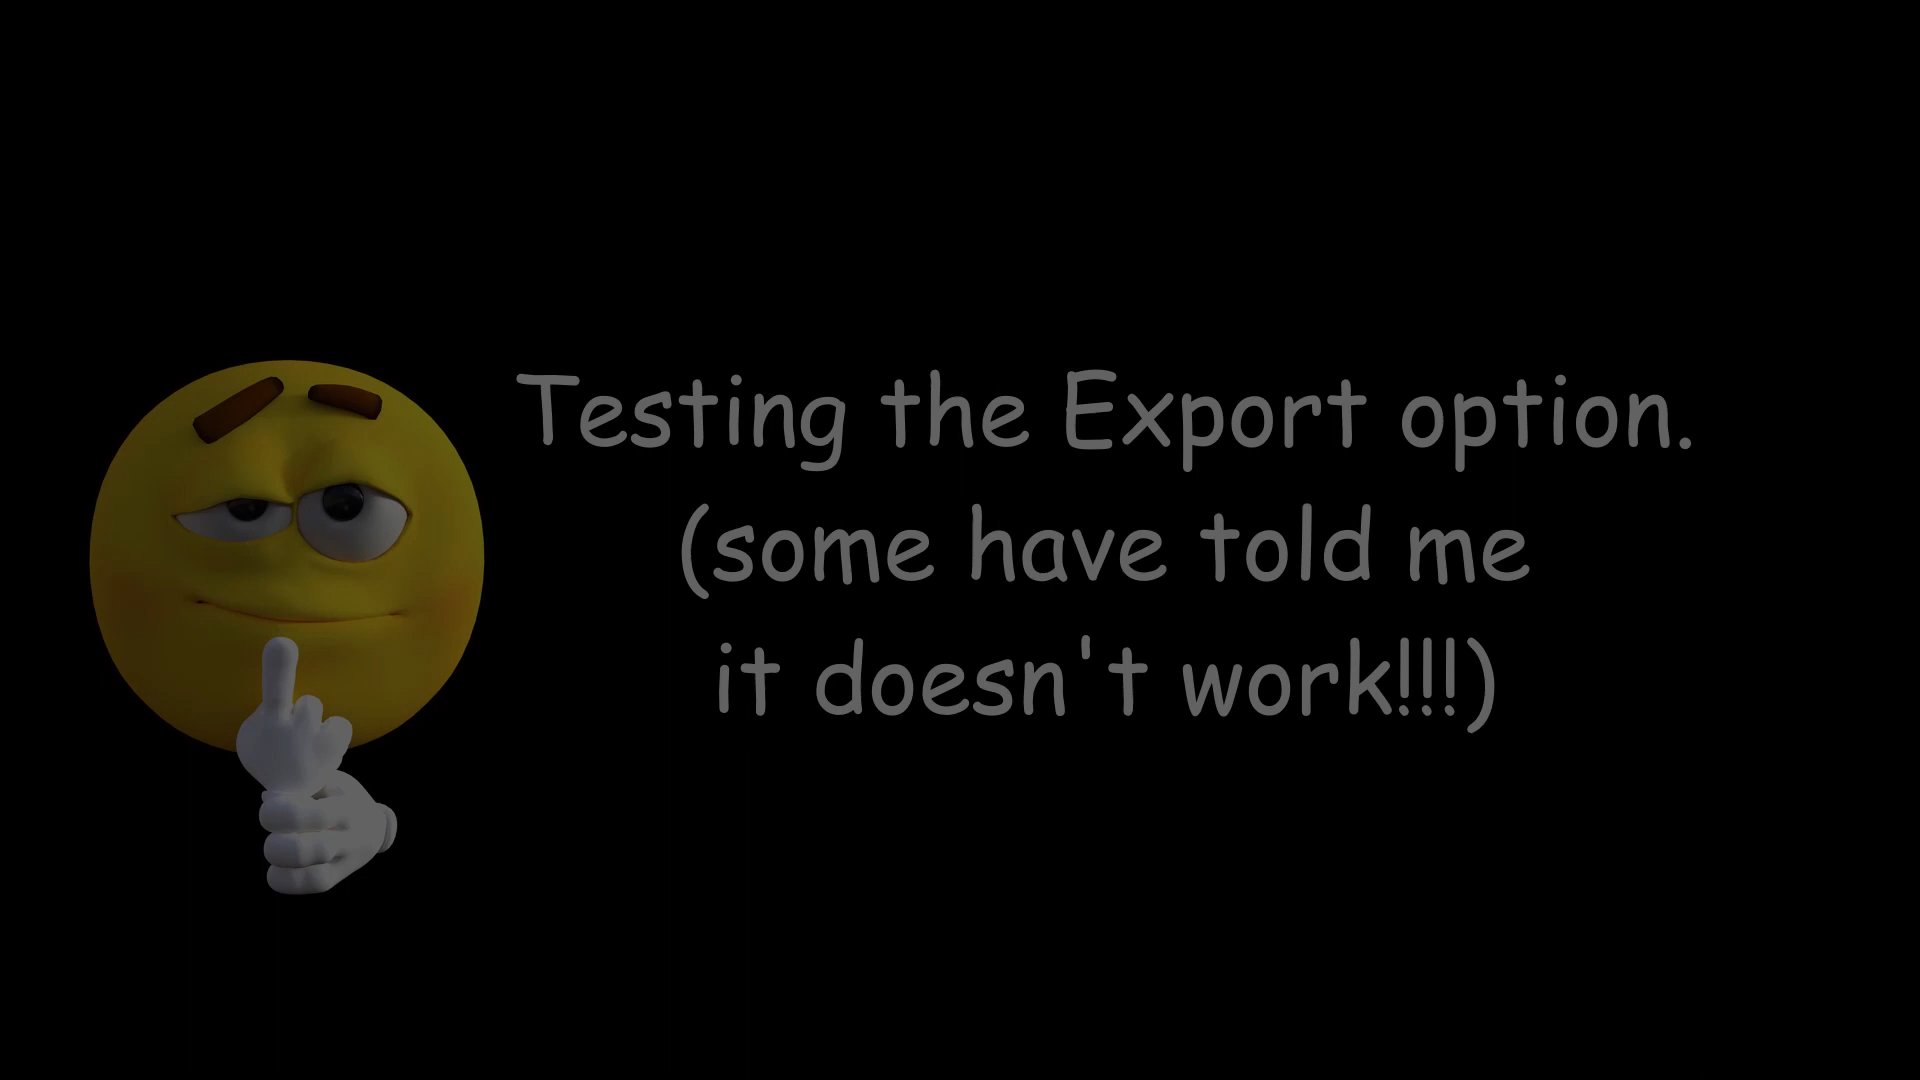 Testing the Export option.
(some have told me
it doesn't work!!!)